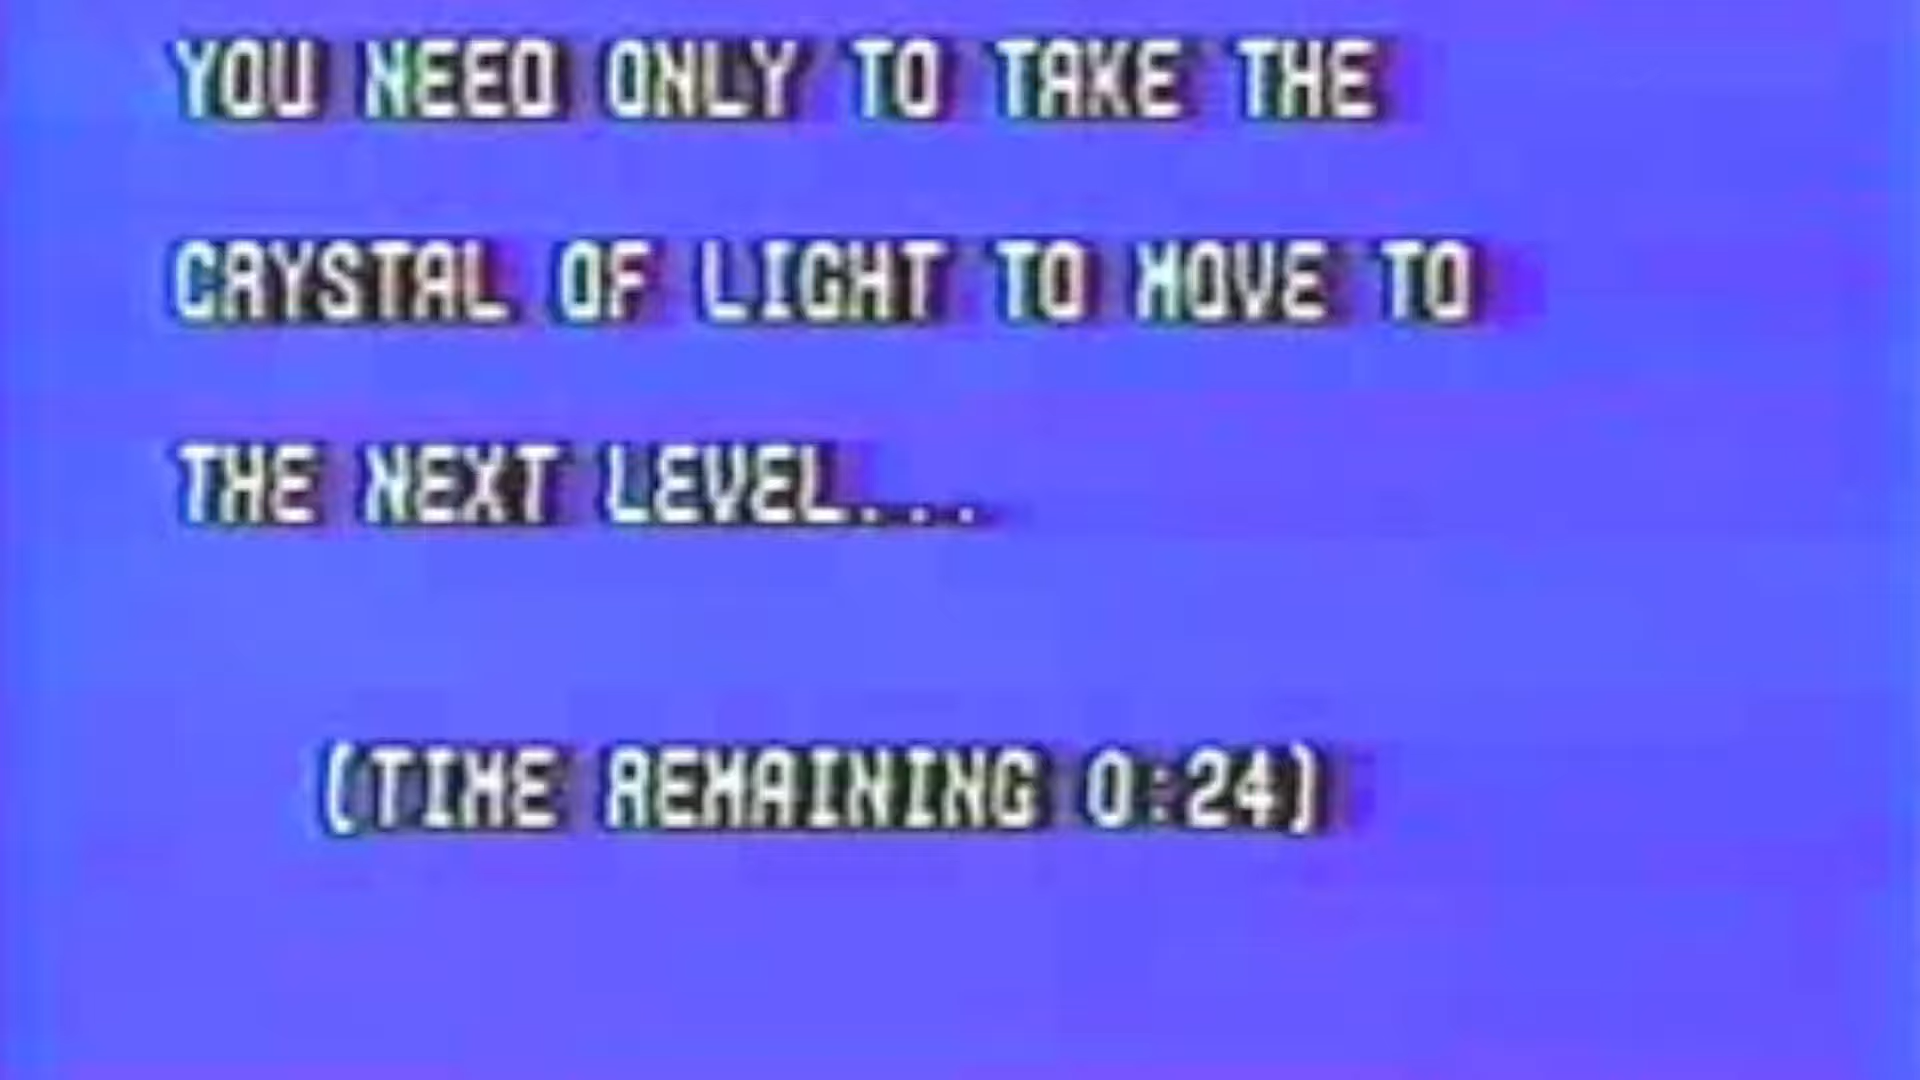 YOU NEED ONLY TO TAKE THE
CRYSTAL OF LIGHT TO MOVE TO
THE NEXT LEVEL...
(TIME REMAINING 0:24)